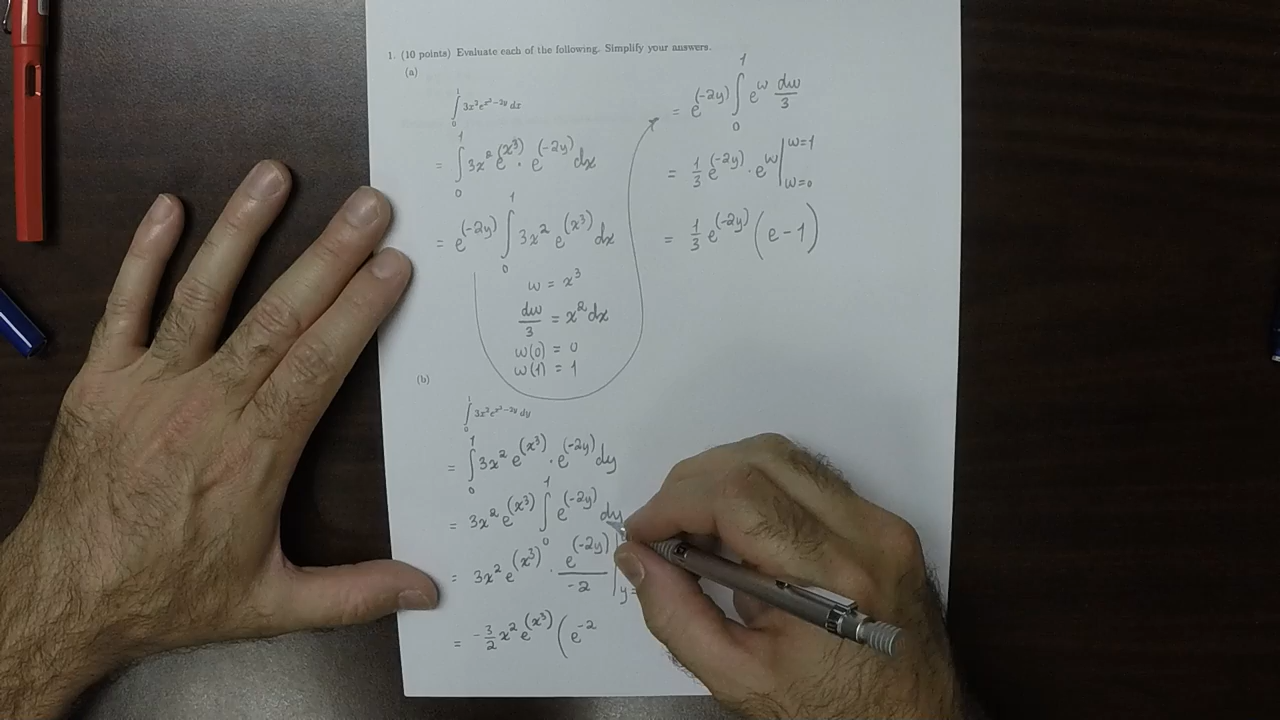 1. (10 points) Evaluate each of the following. Simplify your answers.
(a)
∫₀¹ 3x²e^{x³−2y} dx
= ∫₀¹ 3x² e^{(x³)} · e^{(-2y)} dx
= e^{(-2y)} ∫₀¹ 3x² e^{(x³)} dx
w = x³
dw/3 = x² dx
w(0) = 0
w(1) = 1
= e^{(-2y)} ∫₀¹ e^w dw/3
= 1/3 e^{(-2y)} · e^w |_{w=0}^{w=1}
= 1/3 e^{(-2y)} (e - 1)
(b)
∫₀¹ 3x²e^{x³−2y} dy
= ∫₀¹ 3x² e^{(x³)} · e^{(-2y)} dy
= 3x² e^{(x³)} ∫₀¹ e^{(-2y)} dy
= 3x² e^{(x³)} · e^{(-2y)}/-2 | y=
= -3/2 x² e^{(x³)} (e^{-2}